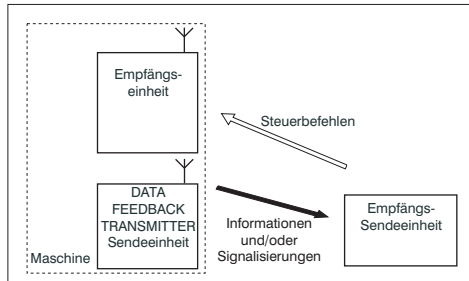 Empfangs-
einheit
Steuerbefehlen
DATA
FEEDBACK
TRANSMITTER
Sendeeinheit
Maschine
Informationen
und/oder
Signalisierungen
Empfangs-
Sendeeinheit